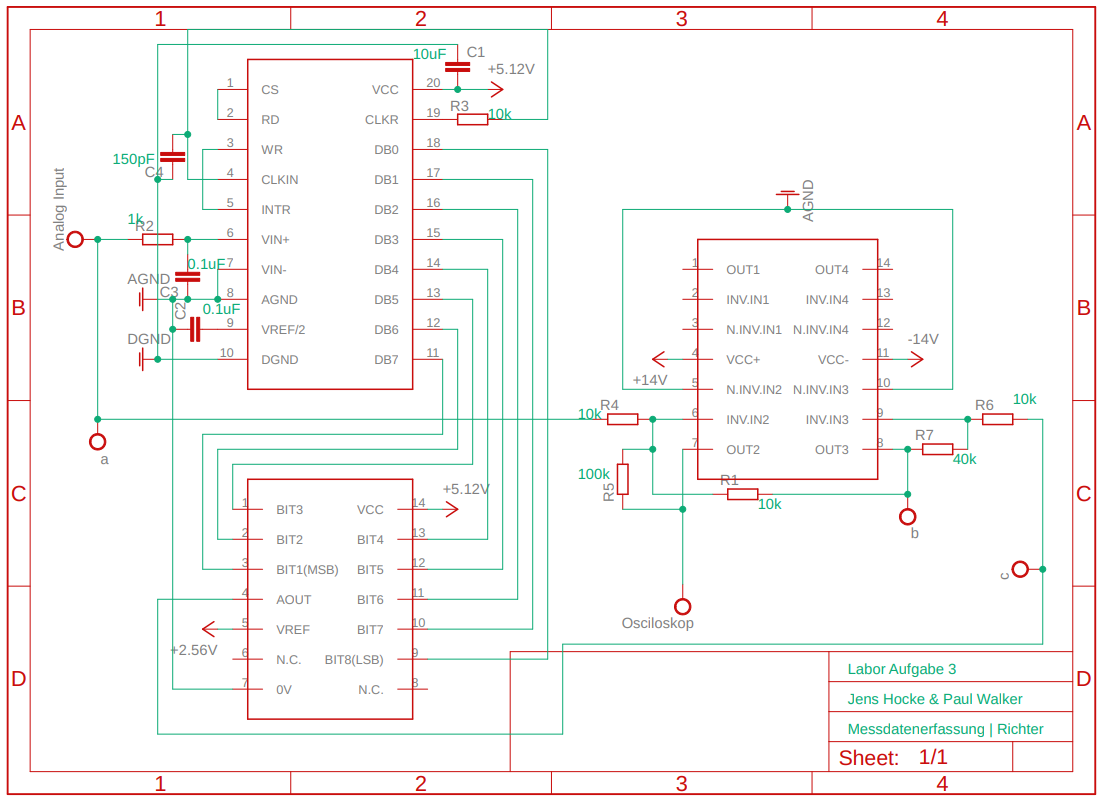 1 2 3 4
A A
B B
C C
D D
10uF C1
+5.12V
R3
10k
150pF
C4
Analog Input
1k
R2
0.1uF
AGND
C3
C2
0.1uF
DGND
a
1 CS VCC 20
2 RD CLKR 19
3 WR DB0 18
4 CLKIN DB1 17
5 INTR DB2 16
6 VIN+ DB3 15
7 VIN- DB4 14
8 AGND DB5 13
9 VREF/2 DB6 12
10 DGND DB7 11
+5.12V
1 BIT3 VCC 14
2 BIT2 BIT4 13
3 BIT1(MSB) BIT5 12
4 AOUT BIT6 11
5 VREF BIT7 10
6 N.C. BIT8(LSB) 9
7 0V N.C. 8
+2.56V
AGND
1 OUT1 OUT4 14
2 INV.IN1 INV.IN4 13
3 N.INV.IN1 N.INV.IN4 12
4 VCC+ VCC- 11
5 N.INV.IN2 N.INV.IN3 10
6 INV.IN2 INV.IN3 9
7 OUT2 OUT3 8
-14V
+14V
10k R4
R6 10k
R7
40k
100k
R5
R1
10k
b
c
Osciloskop
Labor Aufgabe 3
Jens Hocke & Paul Walker
Messdatenerfassung | Richter
Sheet: 1/1
1 2 3 4